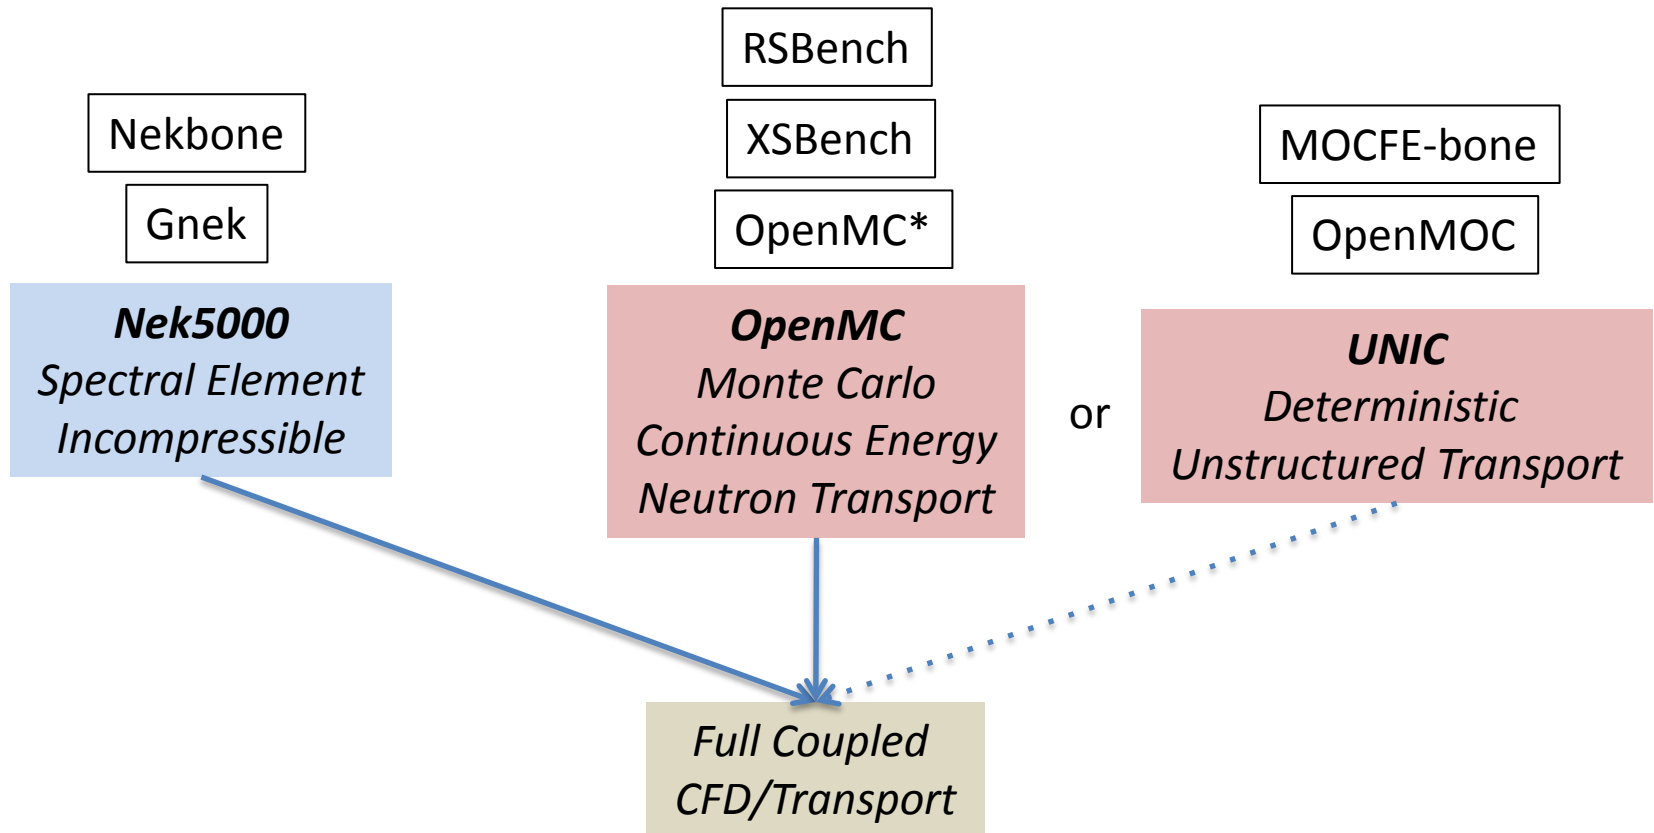 RSBench
Nekbone
XSBench
MOCFE-bone
Gnek
OpenMC*
OpenMOC
Nek5000
Spectral Element
Incompressible
OpenMC
Monte Carlo
Continuous Energy
Neutron Transport
or
UNIC
Deterministic
Unstructured Transport
Full Coupled
CFD/Transport